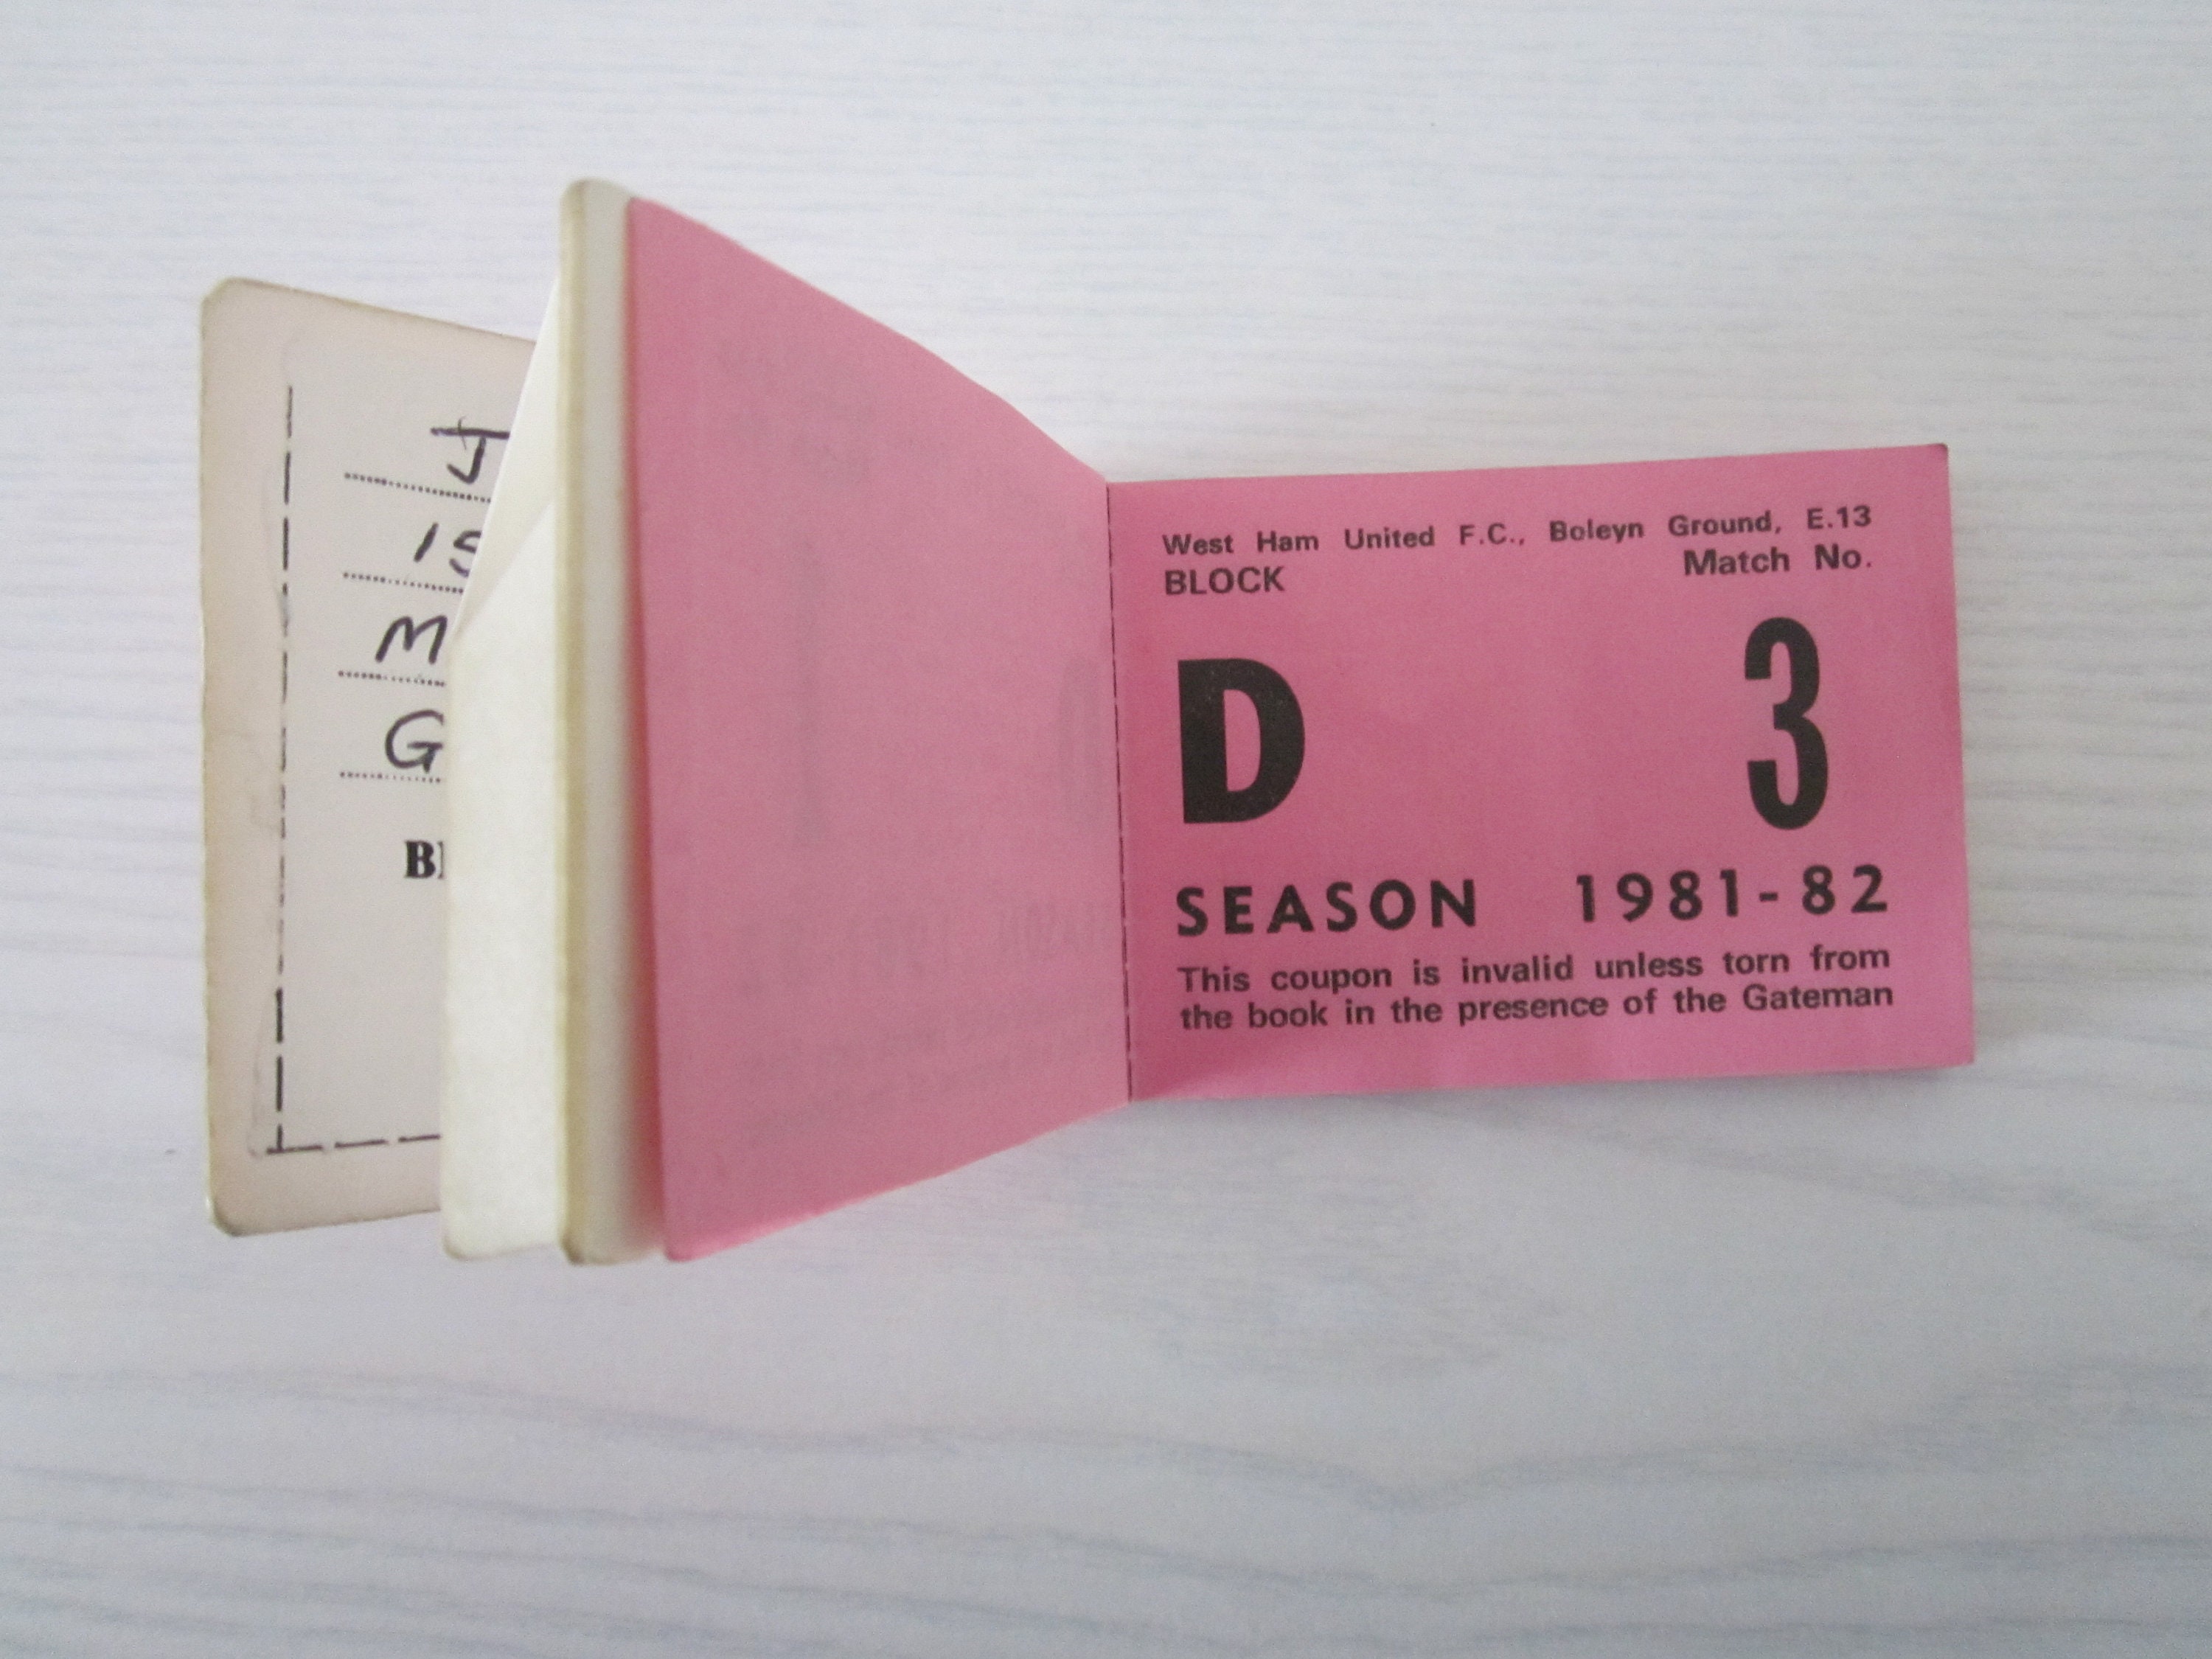 J
15
M
G
B
West Ham United F.C., Boleyn Ground, E.13
BLOCK Match No.
D 3
SEASON 1981-82
This coupon is invalid unless torn from
the book in the presence of the Gateman